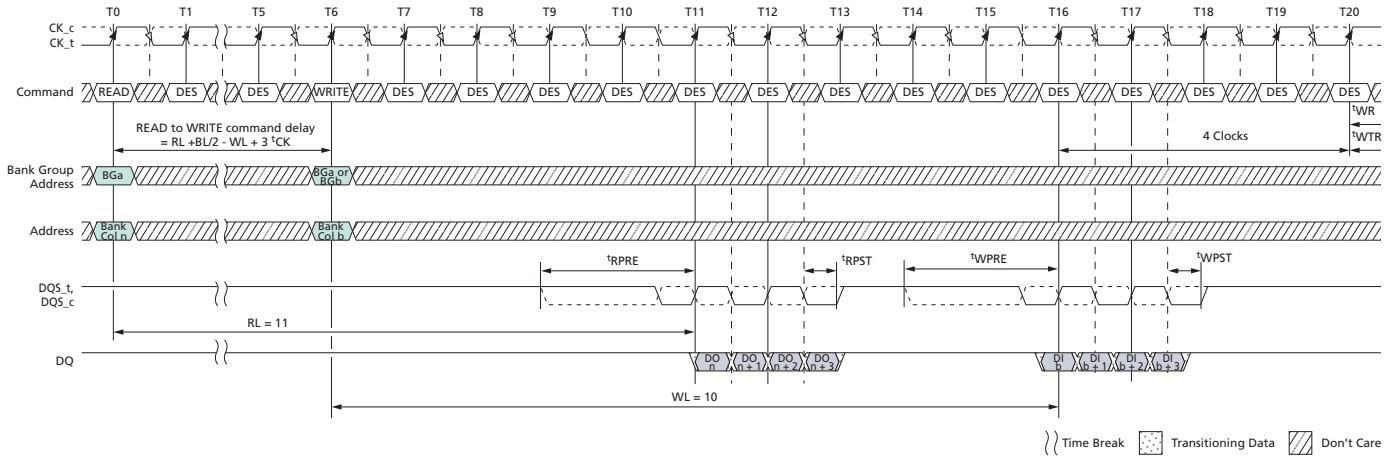 T0 T1 T5 T6 T7 T8 T9 T10 T11 T12 T13 T14 T15 T16 T17 T18 T19 T20
CK_c
CK_t
Command READ DES DES WRITE DES DES DES DES DES DES DES DES DES DES DES DES DES DES
tWR
READ to WRITE command delay
= RL +BL/2 - WL + 3 tCK
4 Clocks
tWTR
Bank Group
Address
BGa
BGa or
BGb
Address
Bank
Col n
Bank
Col b
tRPRE tRPST tWPRE tWPST
DQS_t,
DQS_c
RL = 11
DQ
DO
n
DO
n + 1
DO
n + 2
DO
n + 3
DI
b
DI
b + 1
DI
b + 2
DI
b + 3
WL = 10
Time Break Transitioning Data Don't Care